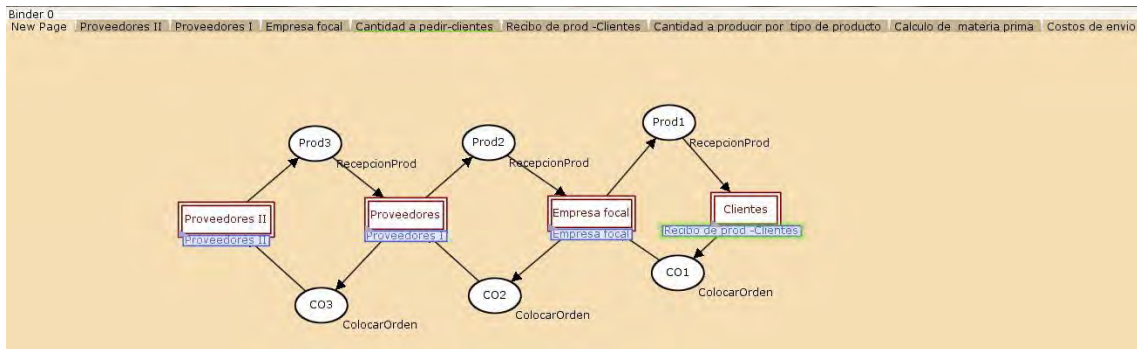 Binder 0
New Page Proveedores II Proveedores I Empresa focal Cantidad a pedir-clientes Recibo de prod -Clientes Cantidad a producir por tipo de producto Calculo de materia prima Costos de envio
Prod1
Prod3
Prod2
RecepcionProd
RecepcionProd
RecepcionProd
Proveedores II
Proveedores
Empresa focal
Clientes
Proveedores II
Proveedores I
Empresa focal
Recibo de prod -Clientes
CO1
CO2
CO3
ColocarOrden
ColocarOrden
ColocarOrden